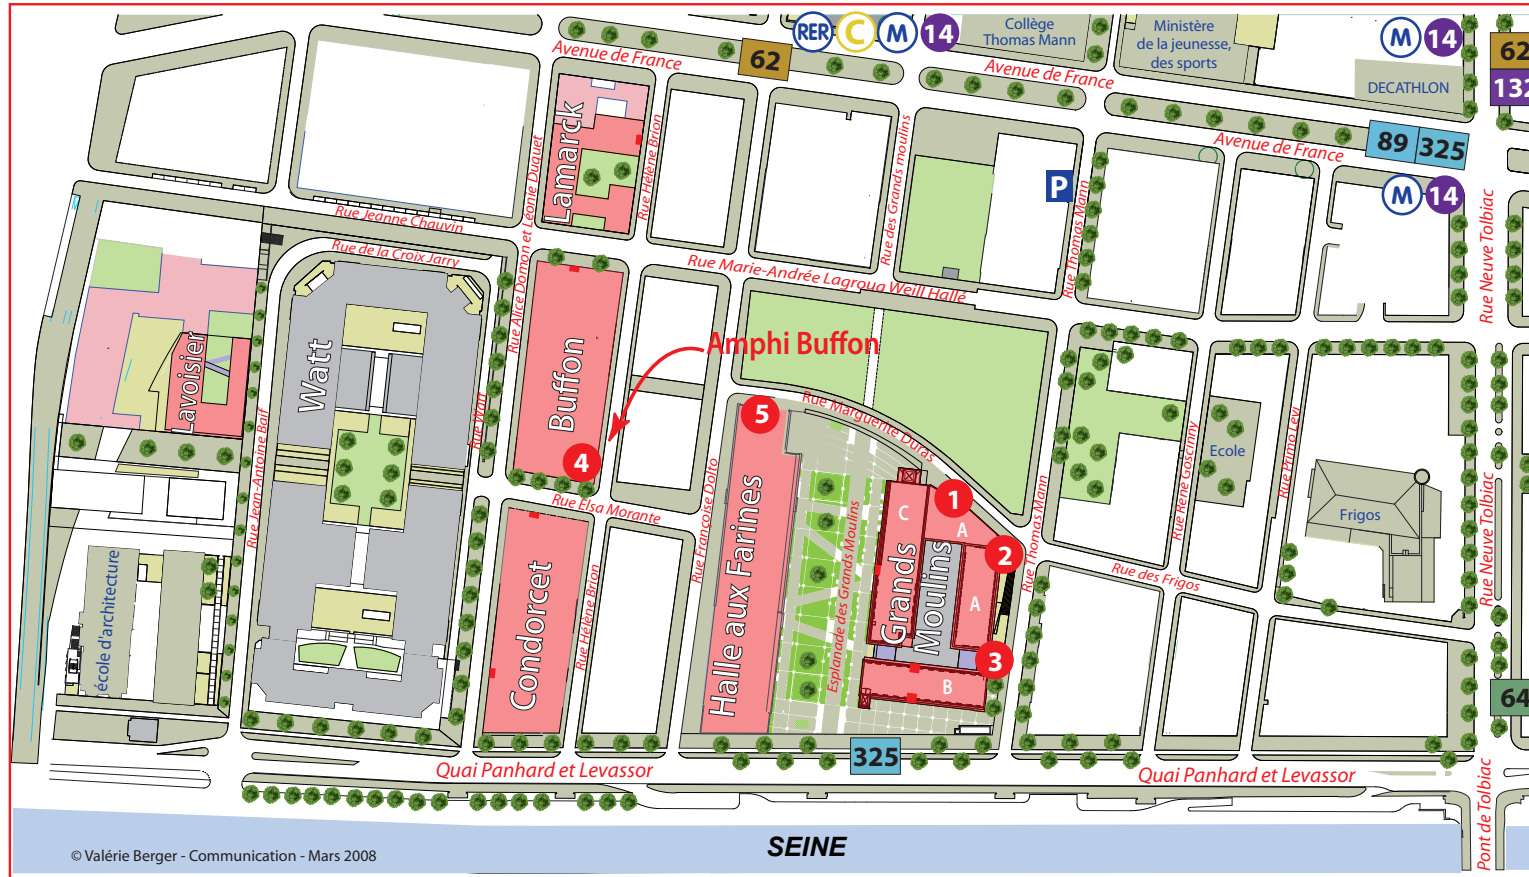 RER
C
M
14
Collège
Thomas Mann
Ministère
de la jeunesse,
des sports
M
14
62
Avenue de France
62
Avenue de France
132
DECATHLON
Avenue de France
89
325
M
14
P
Lamarck
Rue Hélène Brion
Rue Alice Domon et Léonie Duquet
Rue des Grands moulins
Rue Thomas Mann
Rue Neuve Tolbiac
Rue Jeanne Chauvin
Rue de la Croix Jarry
Rue Marie-Andrée Lagroua Weill Hallé
Lavoisier
Watt
Buffon
Amphi Buffon
Rue Watt
Rue Jean-Antoine Baïf
Rue Marguerite Duras
5
4
Ecole
Rue René Goscinny
Rue Primo Levi
Frigos
Rue Neuve Tolbiac
Rue Elsa Morante
Rue Françoise Dolto
Halle aux Farines
Esplanade des Grands Moulins
1
C
A
2
Grands
Moulins
A
3
B
Rue Thomas Mann
Rue des Frigos
école d'architecture
Condorcet
Rue Hélène Brion
64
325
Quai Panhard et Levassor
Quai Panhard et Levassor
Pont de Tolbiac
SEINE
© Valérie Berger - Communication - Mars 2008